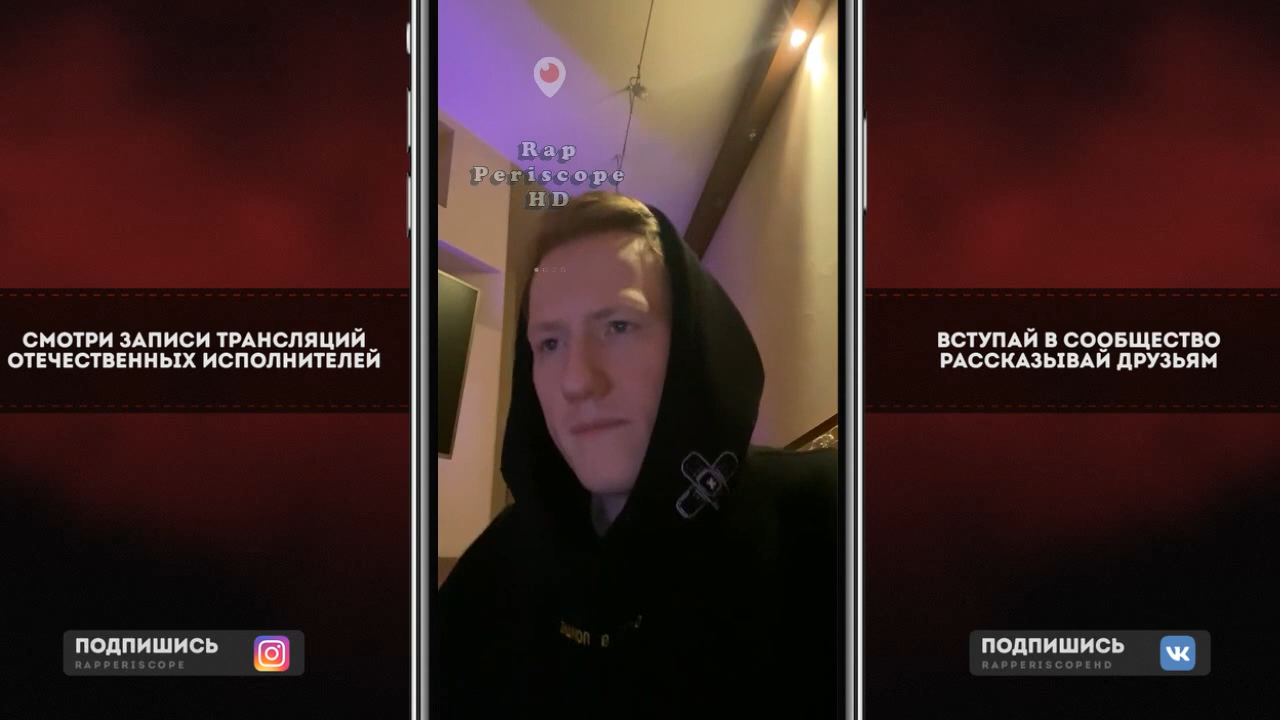 Rap
Periscope
HD
СМОТРИ ЗАПИСИ ТРАНСЛЯЦИЙ
ОТЕЧЕСТВЕННЫХ ИСПОЛНИТЕЛЕЙ
ВСТУПАЙ В СООБЩЕСТВО
РАССКАЗЫВАЙ ДРУЗЬЯМ
ПОДПИШИСЬ
RAPPERISCOPE
ПОДПИШИСЬ
RAPPERISCOPEHD